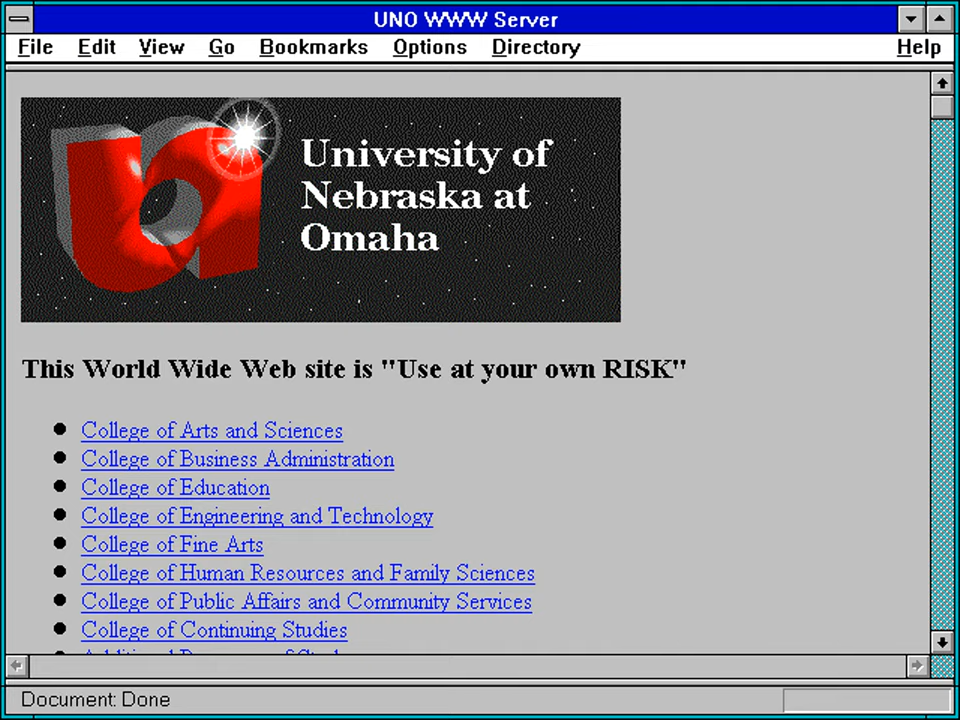 UNO WWW Server
File Edit View Go Bookmarks Options Directory Help
University of
Nebraska at
Omaha
This World Wide Web site is "Use at your own RISK"
College of Arts and Sciences
College of Business Administration
College of Education
College of Engineering and Technology
College of Fine Arts
College of Human Resources and Family Sciences
College of Public Affairs and Community Services
College of Continuing Studies
Document: Done